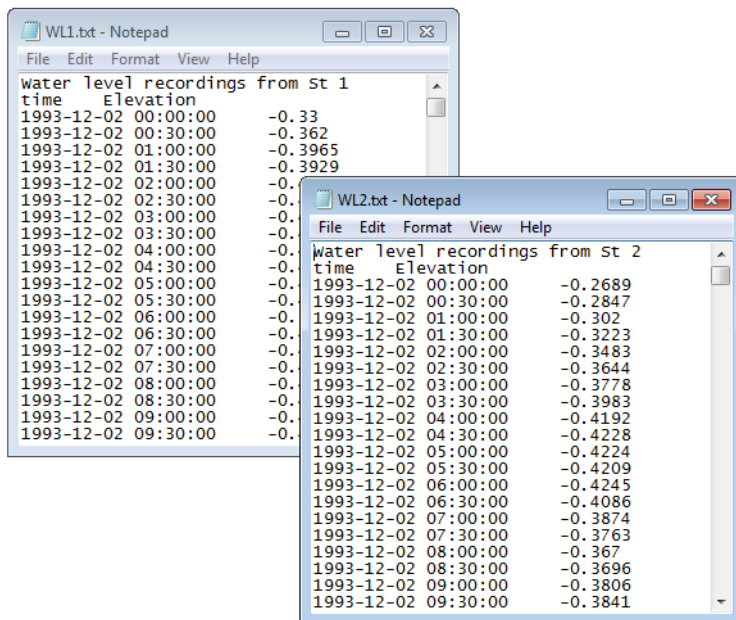 WL1.txt - Notepad
File Edit Format View Help
Water level recordings from St 1
time Elevation
1993-12-02 00:00:00 -0.33
1993-12-02 00:30:00 -0.362
1993-12-02 01:00:00 -0.3965
1993-12-02 01:30:00 -0.3929
1993-12-02 02:00:00
1993-12-02 02:30:00
1993-12-02 03:00:00
1993-12-02 03:30:00
1993-12-02 04:00:00
1993-12-02 04:30:00
1993-12-02 05:00:00
1993-12-02 05:30:00
1993-12-02 06:00:00
1993-12-02 06:30:00
1993-12-02 07:00:00
1993-12-02 07:30:00
1993-12-02 08:00:00
1993-12-02 08:30:00
1993-12-02 09:00:00
1993-12-02 09:30:00
WL2.txt - Notepad
File Edit Format View Help
Water level recordings from St 2
time Elevation
1993-12-02 00:00:00 -0.2689
1993-12-02 00:30:00 -0.2847
1993-12-02 01:00:00 -0.302
1993-12-02 01:30:00 -0.3223
1993-12-02 02:00:00 -0.3483
1993-12-02 02:30:00 -0.3644
1993-12-02 03:00:00 -0.3778
1993-12-02 03:30:00 -0.3983
1993-12-02 04:00:00 -0.4192
1993-12-02 04:30:00 -0.4228
1993-12-02 05:00:00 -0.4224
1993-12-02 05:30:00 -0.4209
1993-12-02 06:00:00 -0.4245
1993-12-02 06:30:00 -0.4086
1993-12-02 07:00:00 -0.3874
1993-12-02 07:30:00 -0.3763
1993-12-02 08:00:00 -0.367
1993-12-02 08:30:00 -0.3696
1993-12-02 09:00:00 -0.3806
1993-12-02 09:30:00 -0.3841